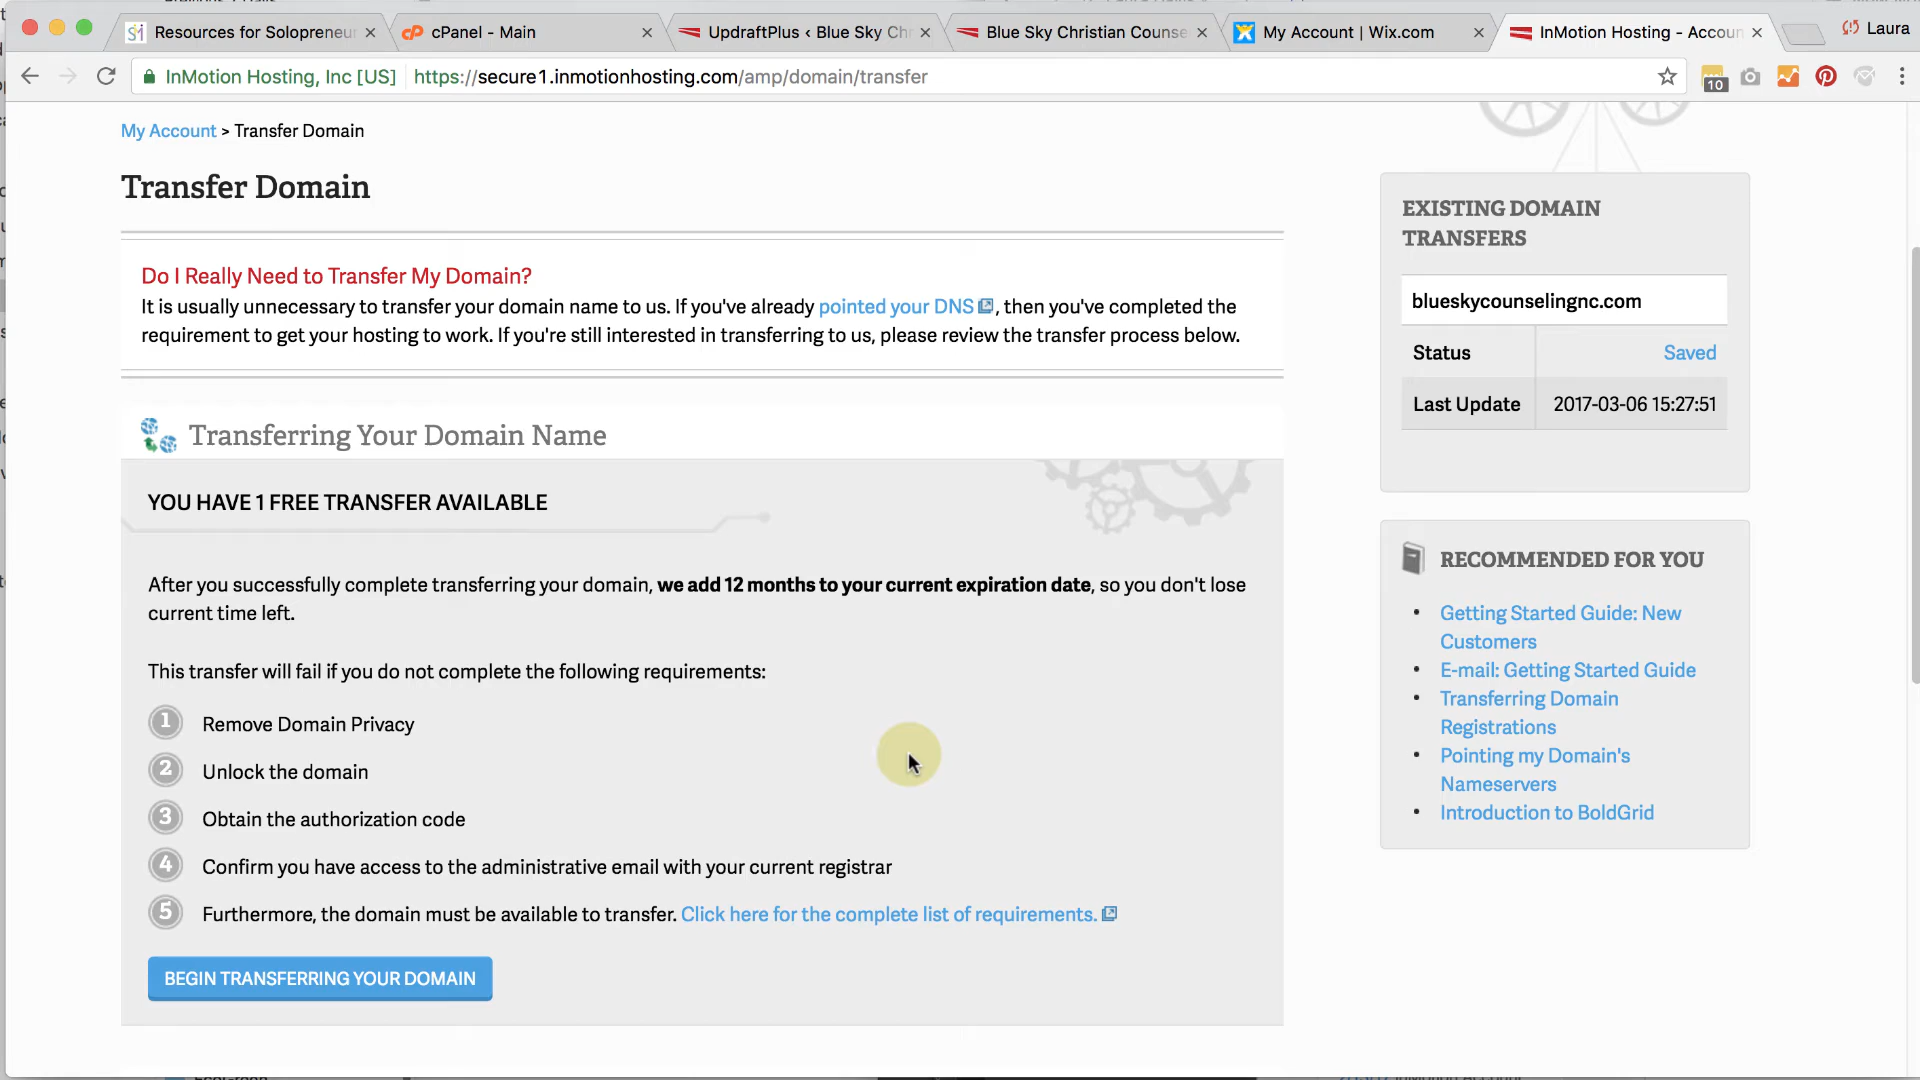 Resources for Solopreneur
cPanel - Main
UpdraftPlus ‹ Blue Sky Ch
Blue Sky Christian Counse
My Account | Wix.com
InMotion Hosting - Accoun
Laura
InMotion Hosting, Inc [US]
https://secure1.inmotionhosting.com/amp/domain/transfer
10
My Account > Transfer Domain
Transfer Domain
Do I Really Need to Transfer My Domain?
It is usually unnecessary to transfer your domain name to us. If you've already pointed your DNS, then you've completed the
requirement to get your hosting to work. If you're still interested in transferring to us, please review the transfer process below.
Transferring Your Domain Name
YOU HAVE 1 FREE TRANSFER AVAILABLE
After you successfully complete transferring your domain, we add 12 months to your current expiration date, so you don't lose
current time left.
This transfer will fail if you do not complete the following requirements:
1 Remove Domain Privacy
2 Unlock the domain
3 Obtain the authorization code
4 Confirm you have access to the administrative email with your current registrar
5 Furthermore, the domain must be available to transfer. Click here for the complete list of requirements.
BEGIN TRANSFERRING YOUR DOMAIN
EXISTING DOMAIN
TRANSFERS
blueskycounselingnc.com
Status Saved
Last Update 2017-03-06 15:27:51
RECOMMENDED FOR YOU
• Getting Started Guide: New
Customers
• E-mail: Getting Started Guide
• Transferring Domain
Registrations
• Pointing my Domain's
Nameservers
• Introduction to BoldGrid